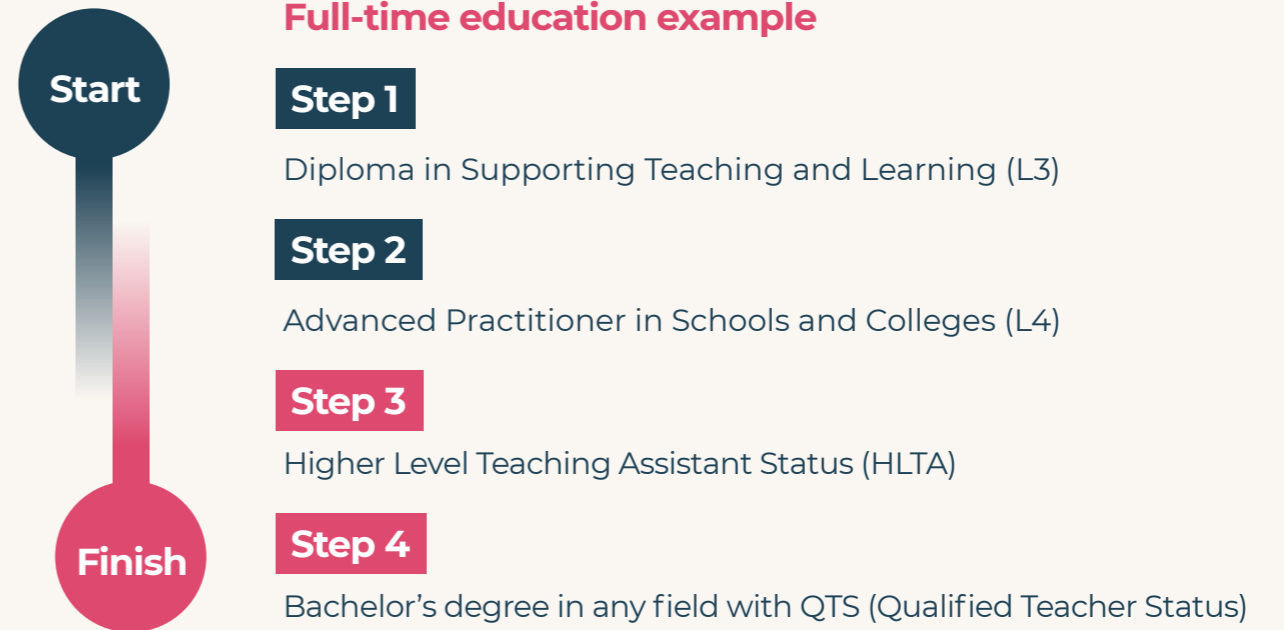 Full-time education example
Start
Step 1
Diploma in Supporting Teaching and Learning (L3)
Step 2
Advanced Practitioner in Schools and Colleges (L4)
Step 3
Higher Level Teaching Assistant Status (HLTA)
Step 4
Finish
Bachelor’s degree in any field with QTS (Qualified Teacher Status)